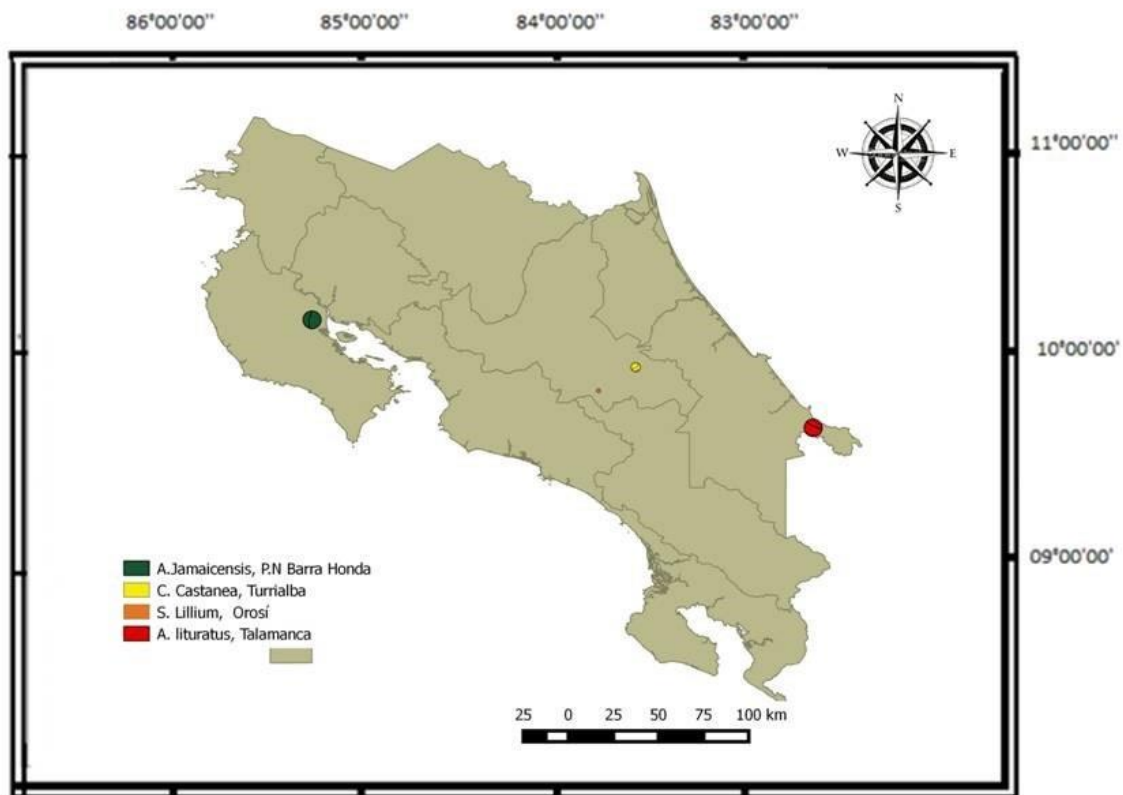 86°00'00'' 85°00'00'' 84°00'00'' 83°00'00''
N
W E
S
11°00'00''
10°00'00'
09°00'00'
A.Jamaicensis, P.N Barra Honda
C. Castanea, Turrialba
S. Lillium, Orosí
A. lituratus, Talamanca
25 0 25 50 75 100 km